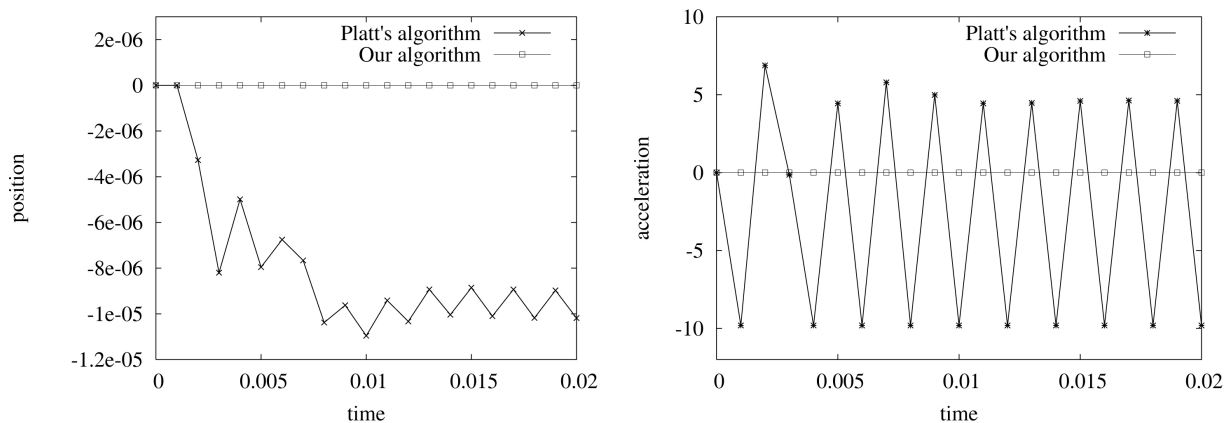 2e-06
0
-2e-06
-4e-06
-6e-06
-8e-06
-1e-05
-1.2e-05
position
Platt's algorithm
Our algorithm
0
0.005
0.01
0.015
0.02
time
10
5
0
-5
-10
acceleration
Platt's algorithm
Our algorithm
0
0.005
0.01
0.015
0.02
time